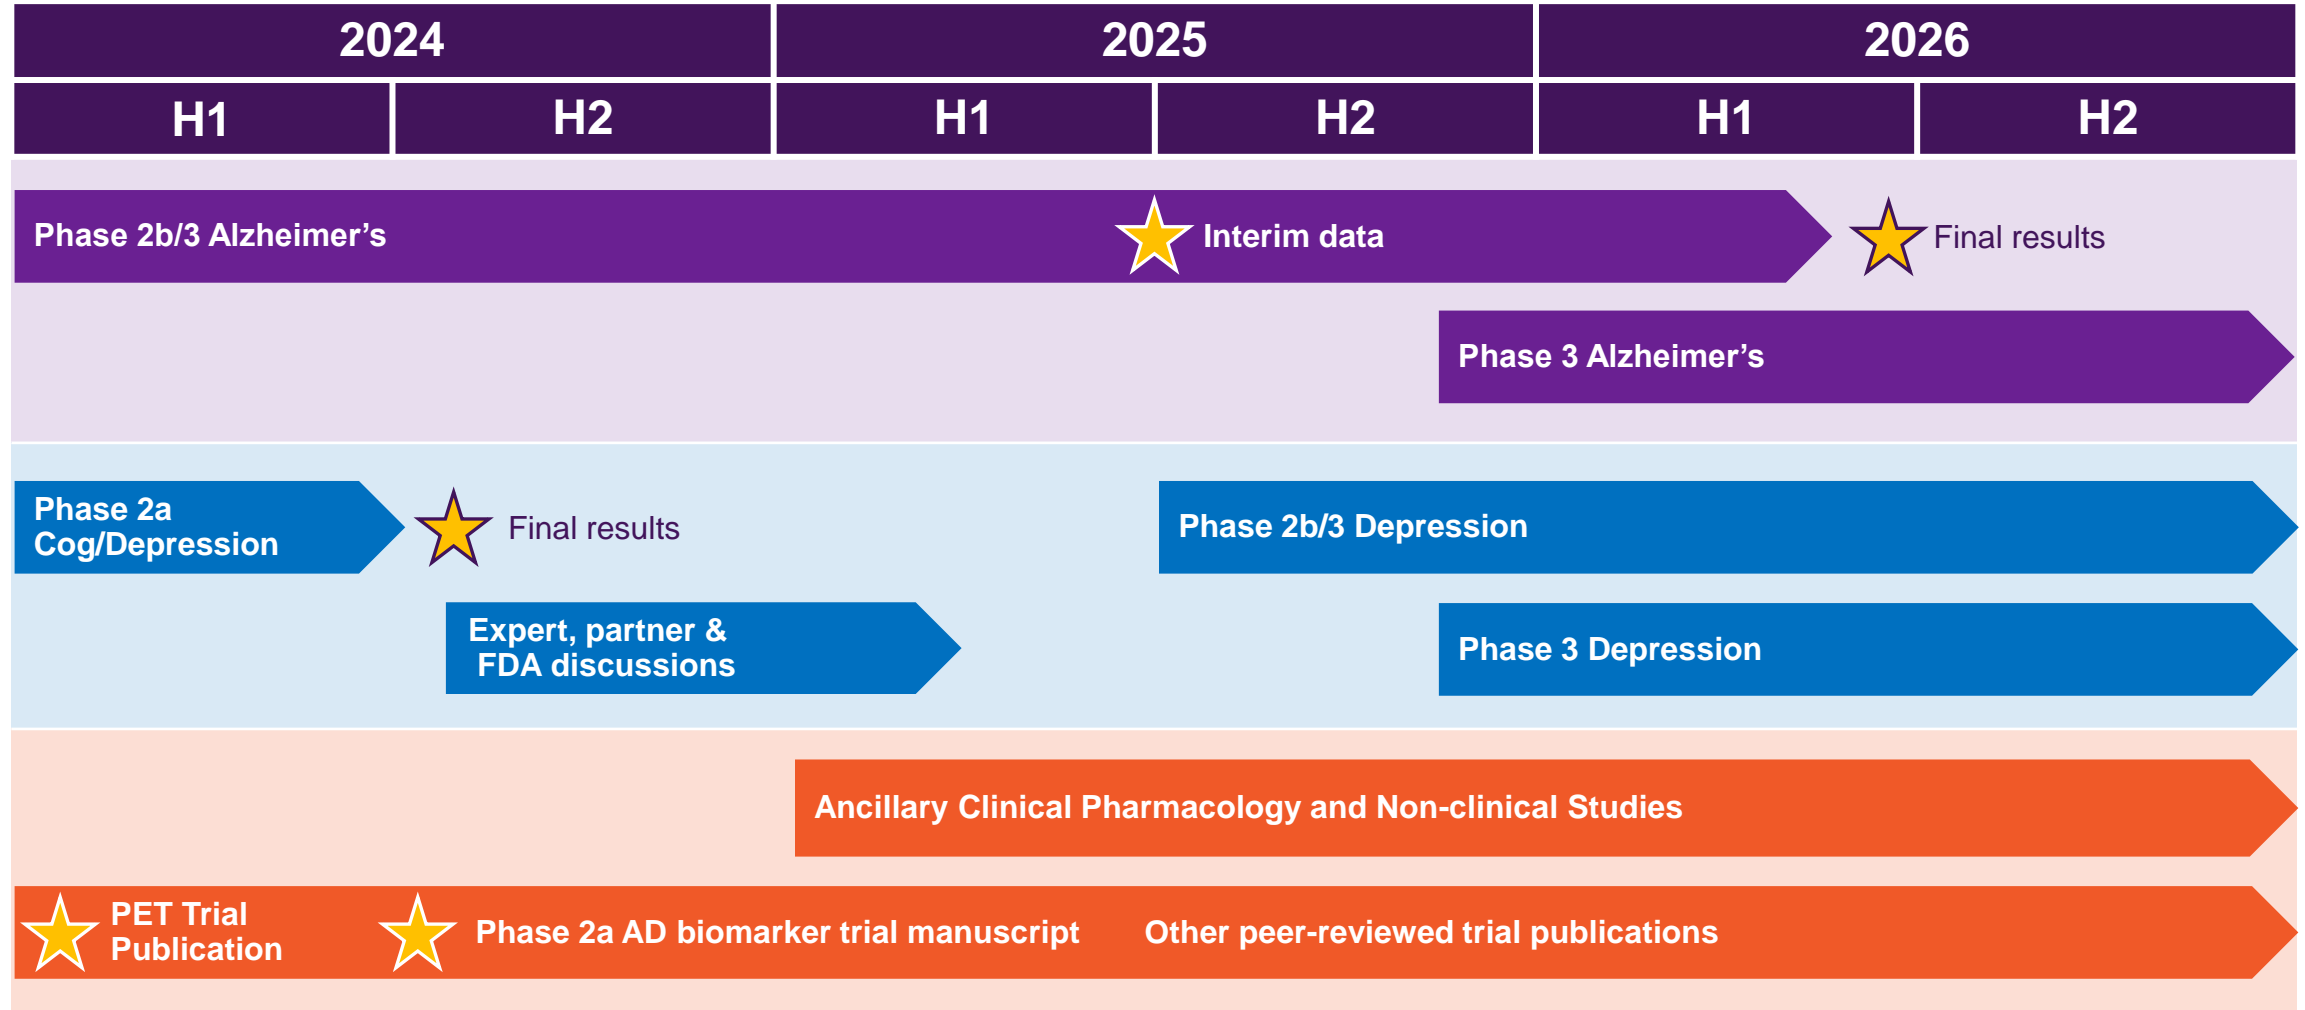 2024
2025
2026
H1
H2
H1
H2
H1
H2
Phase 2b/3 Alzheimer’s
Interim data
Final results
Phase 3 Alzheimer’s
Phase 2a
Cog/Depression
Final results
Phase 2b/3 Depression
Expert, partner &
FDA discussions
Phase 3 Depression
Ancillary Clinical Pharmacology and Non-clinical Studies
PET Trial
Publication
Phase 2a AD biomarker trial manuscript
Other peer-reviewed trial publications